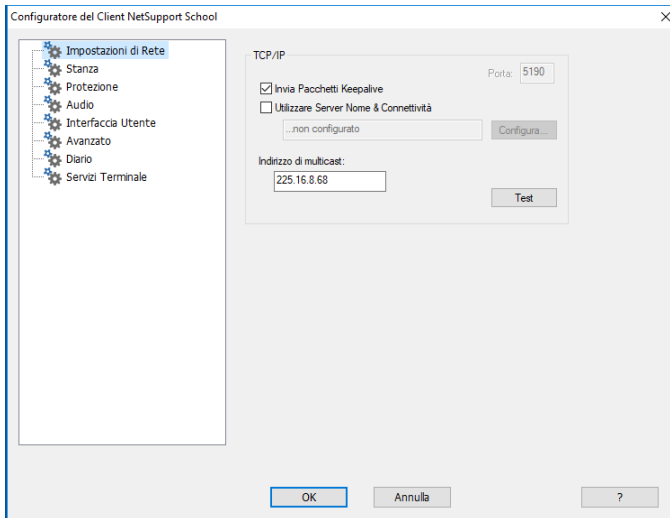 Configuratore del Client NetSupport School
Impostazioni di Rete
Stanza
Protezione
Audio
Interfaccia Utente
Avanzato
Diario
Servizi Terminale
TCP/IP
Porta: 5190
Invia Pacchetti Keepalive
Utilizzare Server Nome & Connettività
...non configurato
Configura...
Indirizzo di multicast:
225.16.8.68
Test
OK
Annulla
?